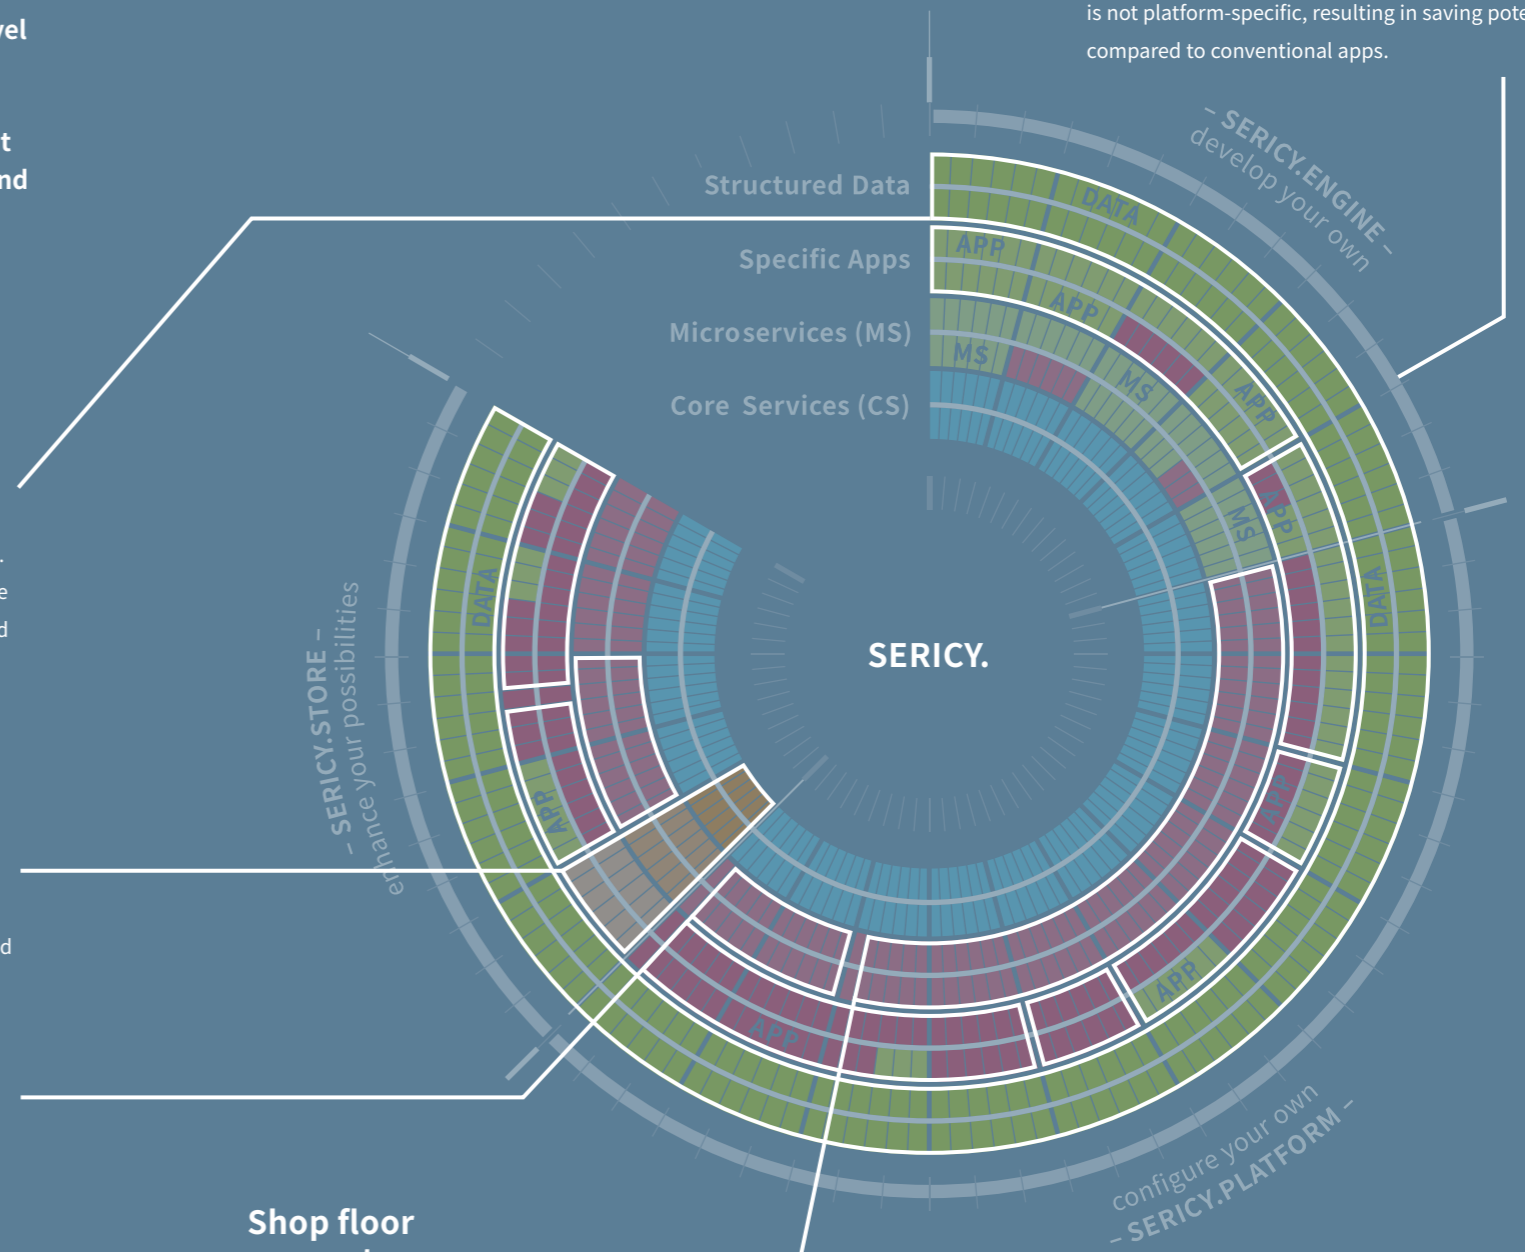 is not platform-specific, resulting in saving
compared to conventional apps.
nd
– SERICY.ENGINE –
develop your own
Structured Data
DATA
Specific Apps
APP
APP
APP
Microservices (MS)
MS
MS
Core Services (CS)
APP
MS
DATA
DATA
SERICY.
– SERICY.STORE –
enhance your possibilities
APP
APP
d
APP
APP
configure your own
– SERICY.PLATFORM –
Shop floor